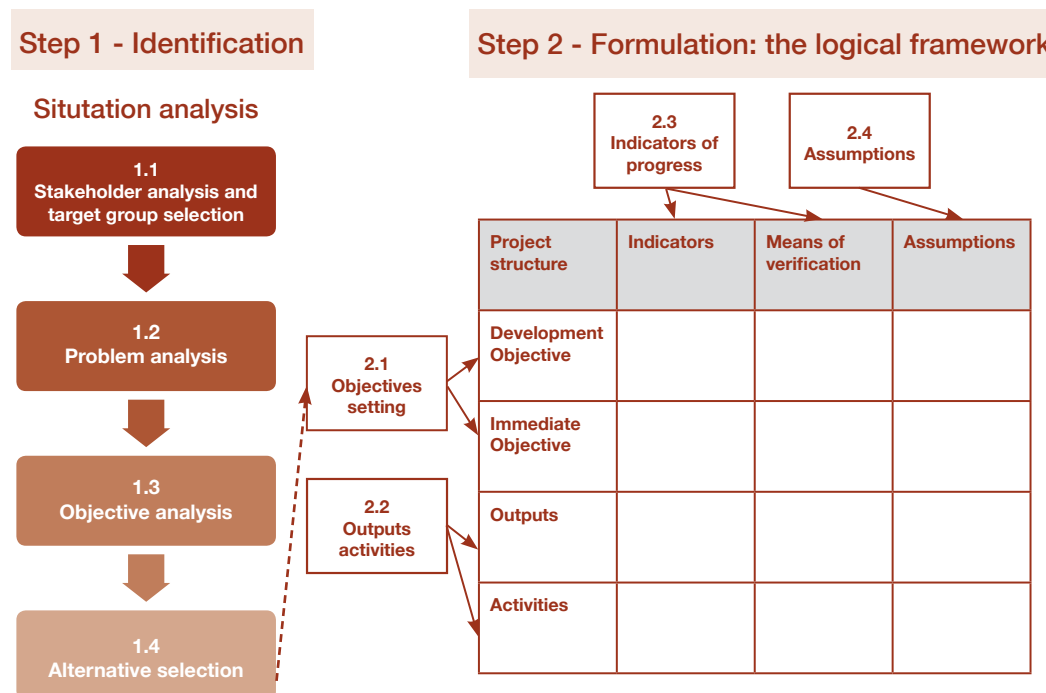 Step 1 - Identification
Step 2 - Formulation: the logical framework
Situtation analysis
1.1
Stakeholder analysis and
target group selection
1.2
Problem analysis
1.3
Objective analysis
1.4
Alternative selection
2.1
Objectives
setting
2.2
Outputs
activities
2.3
Indicators of
progress
2.4
Assumptions
Project
structure
Indicators
Means of
verification
Assumptions
Development
Objective
Immediate
Objective
Outputs
Activities